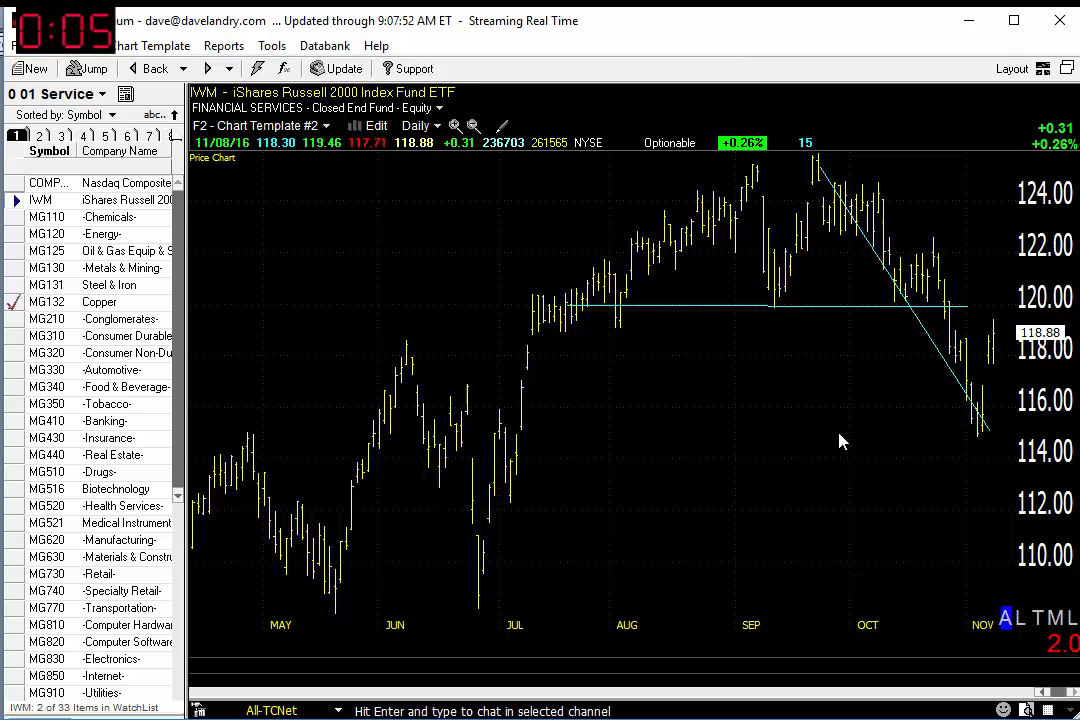 0:05
um - dave@davelandry.com ... Updated through 9:07:52 AM ET - Streaming Real Time
Chart Template Reports Tools Databank Help
New Jump Back Update Support Layout
0 01 Service
Sorted by: Symbol abc..
1 2 3 4 5 6 7
Symbol Company Name
COMP... Nasdaq Composite
IWM iShares Russell 200
MG110 -Chemicals-
MG120 -Energy-
MG125 Oil & Gas Equip & S
MG130 -Metals & Mining-
MG131 Steel & Iron
MG132 Copper
MG210 -Conglomerates-
MG310 -Consumer Durable
MG320 -Consumer Non-Du
MG330 -Automotive-
MG340 -Food & Beverage-
MG350 -Tobacco-
MG410 -Banking-
MG430 -Insurance-
MG440 -Real Estate-
MG510 -Drugs-
MG516 Biotechnology
MG520 -Health Services-
MG521 Medical Instrument
MG620 -Manufacturing-
MG630 -Materials & Constru
MG730 -Retail-
MG740 -Specialty Retail-
MG770 -Transportation-
MG810 -Computer Hardwa
MG820 -Computer Software
MG830 -Electronics-
MG850 -Internet-
MG910 -Utilities-
IWM: 2 of 33 Items in WatchList
IWM - iShares Russell 2000 Index Fund ETF
FINANCIAL SERVICES - Closed End Fund - Equity
F2 - Chart Template #2 Edit Daily
11/08/16 118.30 119.46 117.71 118.88 +0.31 236703 261565 NYSE Optionable +0.26% 15
+0.31
+0.26%
Price Chart
124.00
122.00
120.00
118.88
118.00
116.00
114.00
112.00
110.00
MAY JUN JUL AUG SEP OCT NOV
A L T M L
2.0
All-TCNet Hit Enter and type to chat in selected channel